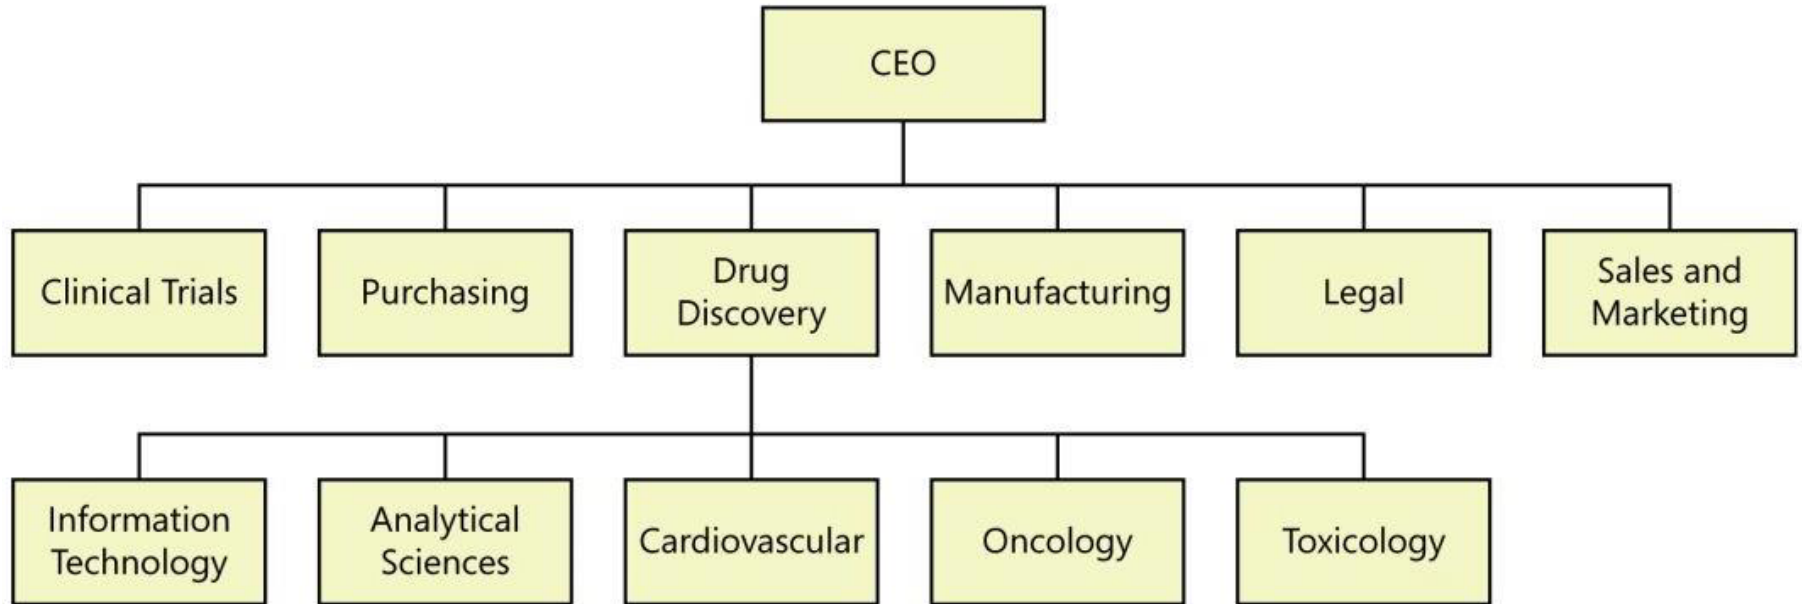 CEO
Clinical Trials
Purchasing
Drug
Discovery
Manufacturing
Legal
Sales and
Marketing
Information
Technology
Analytical
Sciences
Cardiovascular
Oncology
Toxicology